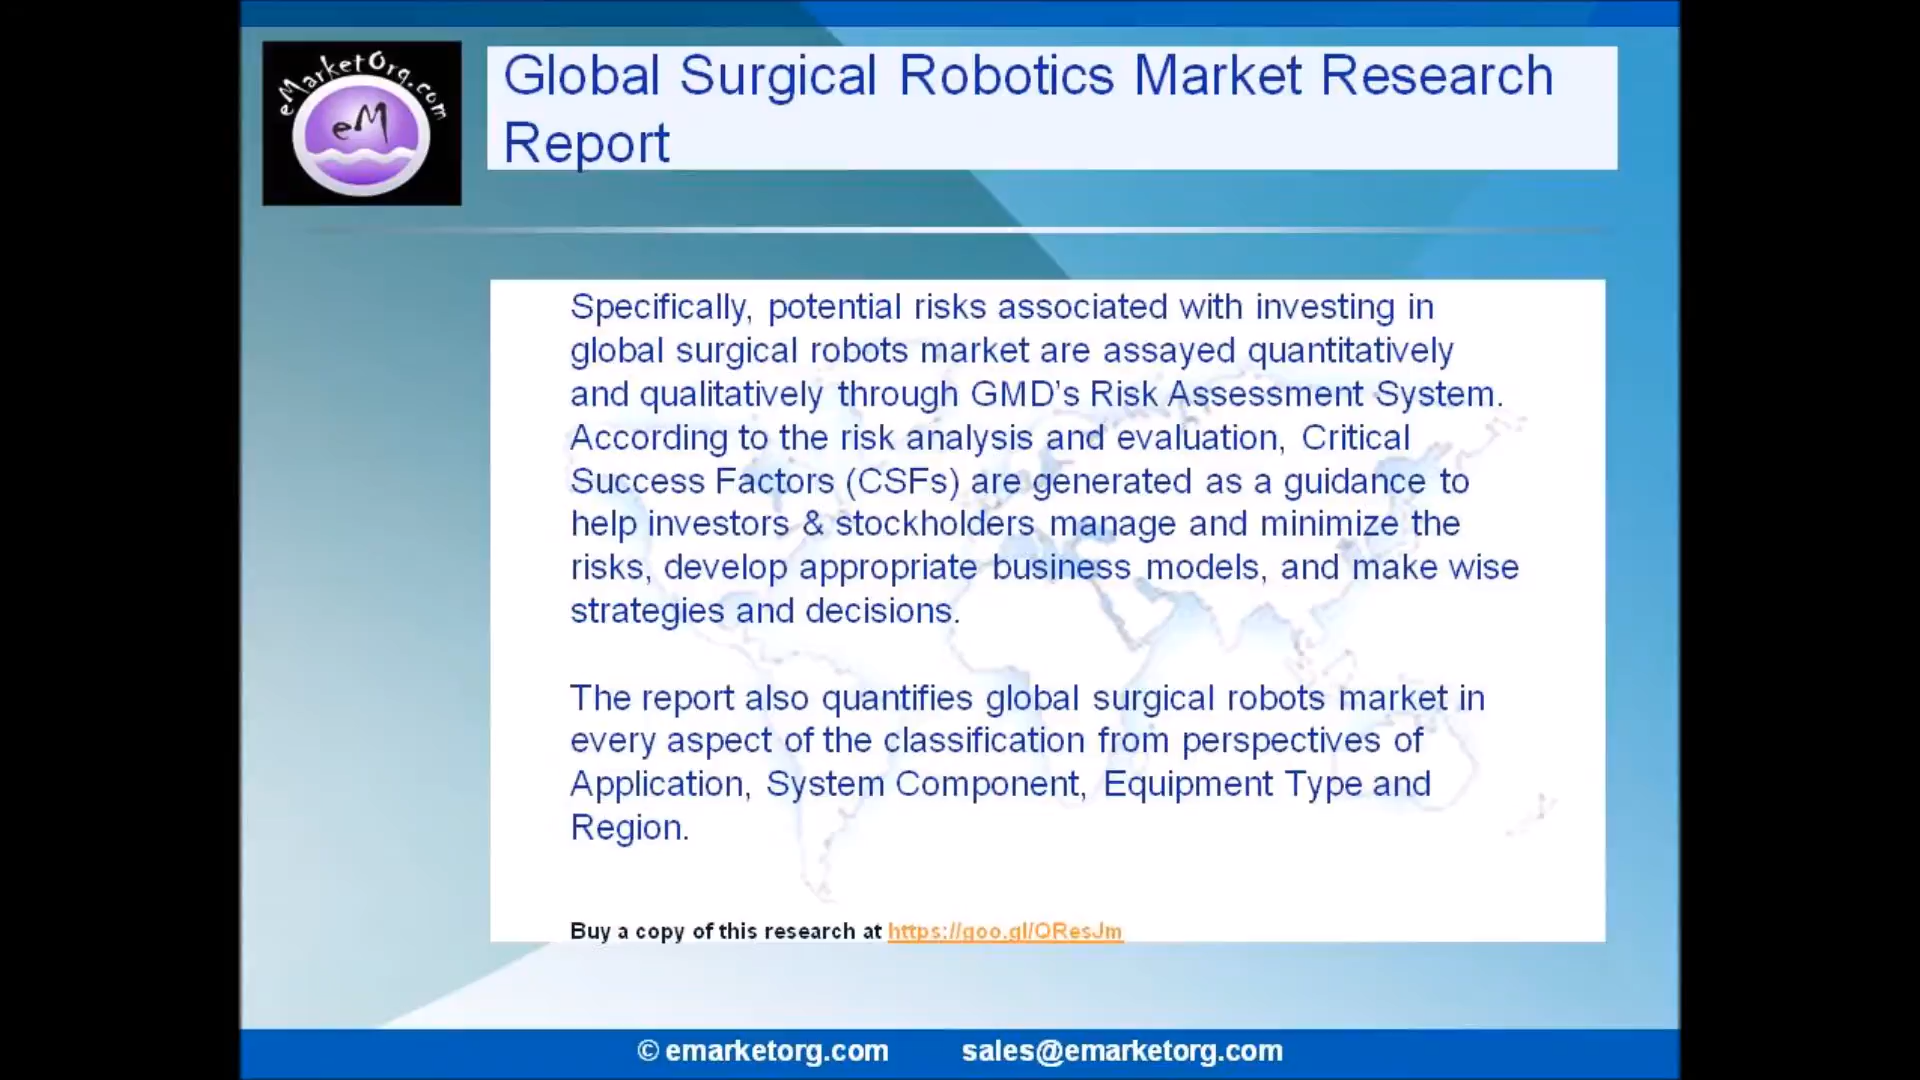 eMarketOrg.com
eM
Global Surgical Robotics Market Research
Report
Specifically, potential risks associated with investing in
global surgical robots market are assayed quantitatively
and qualitatively through GMD's Risk Assessment System.
According to the risk analysis and evaluation, Critical
Success Factors (CSFs) are generated as a guidance to
help investors & stockholders manage and minimize the
risks, develop appropriate business models, and make wise
strategies and decisions.
The report also quantifies global surgical robots market in
every aspect of the classification from perspectives of
Application, System Component, Equipment Type and
Region.
Buy a copy of this research at https://goo.gl/QResJm
© emarketorg.com sales@emarketorg.com